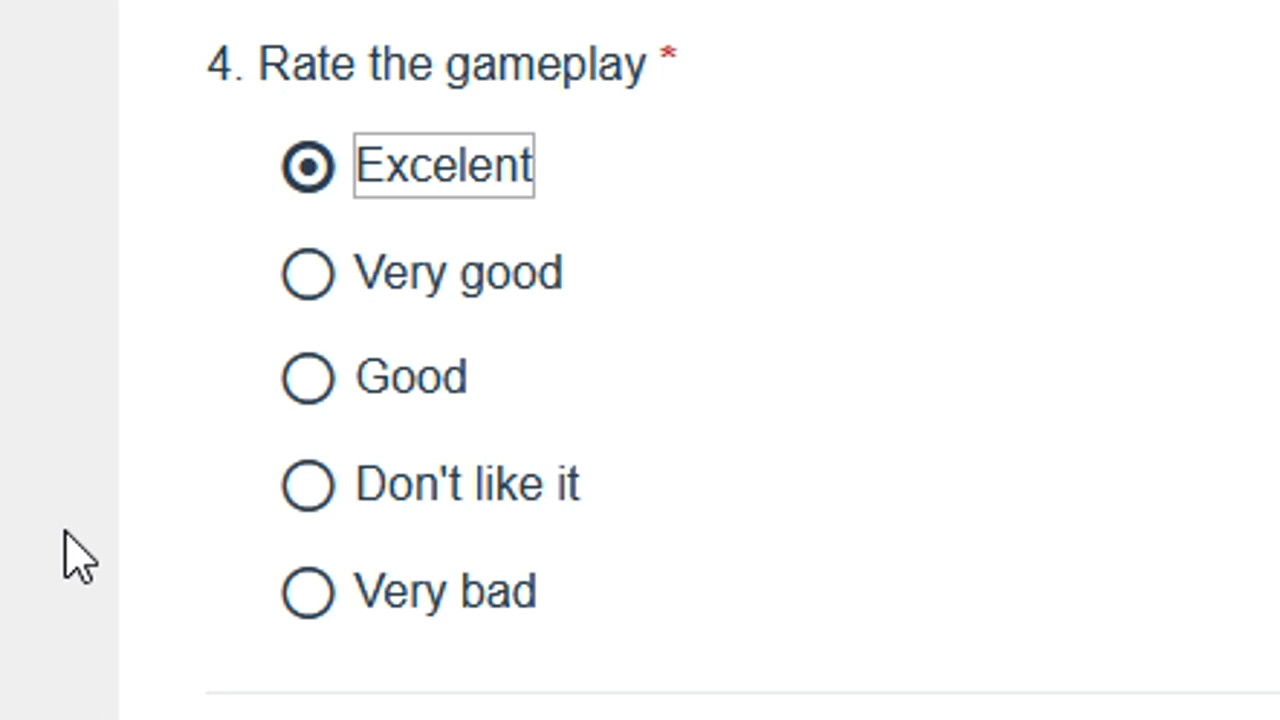 4. Rate the gameplay *
Excelent
Very good
Good
Don't like it
Very bad